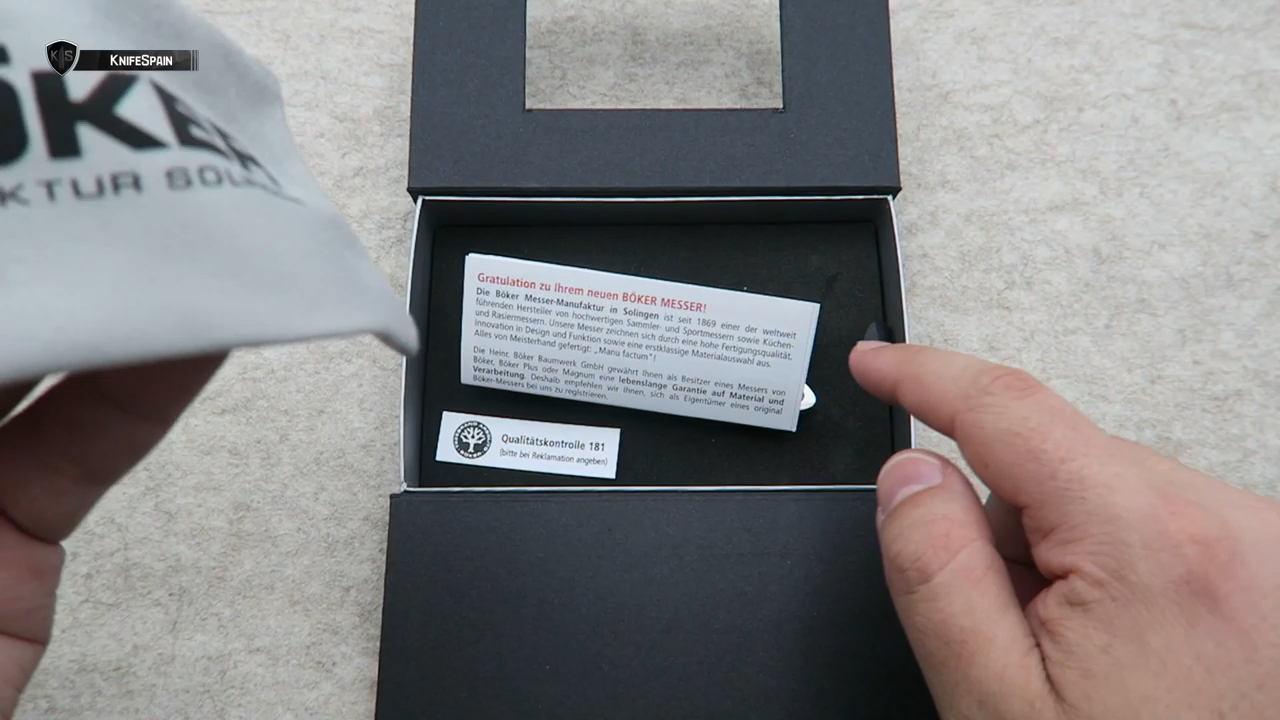 KS
KNIFESPAIN
ÖKER
KTUR SOL
Gratulation zu Ihrem neuen BÖKER MESSER!
Die Böker Messer-Manufaktur in Solingen ist seit 1869 einer der weltweit
führenden Hersteller von hochwertigen Sammler- und Sportmessern sowie Küchen-
und Rasiermessern. Unsere Messer zeichnen sich durch eine hohe Fertigungsqualität,
Innovation in Design und Funktion sowie eine erstklassige Materialauswahl aus.
Alles von Meisterhand gefertigt: „Manu factum"!
Die Heinr. Böker Baumwerk GmbH gewährt Ihnen als Besitzer eines Messers von
Böker, Böker Plus oder Magnum eine lebenslange Garantie auf Material und
Verarbeitung. Deshalb empfehlen wir Ihnen, sich als Eigentümer eines original
Böker-Messers bei uns zu registrieren.
Qualitätskontrolle 181
(bitte bei Reklamation angeben)